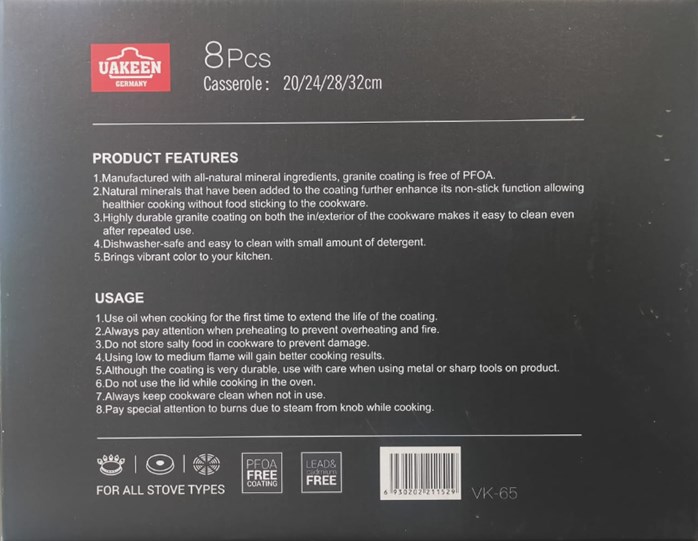 UAKEEN
GERMANY
8Pcs
Casserole: 20/24/28/32cm
PRODUCT FEATURES
1.Manufactured with all-natural mineral ingredients, granite coating is free of PFOA.
2.Natural minerals that have been added to the coating further enhance its non-stick function allowing
healthier cooking without food sticking to the cookware.
3.Highly durable granite coating on both the in/exterior of the cookware makes it easy to clean even
after repeated use.
4.Dishwasher-safe and easy to clean with small amount of detergent.
5.Brings vibrant color to your kitchen.
USAGE
1.Use oil when cooking for the first time to extend the life of the coating.
2.Always pay attention when preheating to prevent overheating and fire.
3.Do not store salty food in cookware to prevent damage.
4.Using low to medium flame will gain better cooking results.
5.Although the coating is very durable, use with care when using metal or sharp tools on product.
6.Do not use the lid while cooking in the oven.
7.Always keep cookware clean when not in use.
8.Pay special attention to burns due to steam from knob while cooking.
FOR ALL STOVE TYPES
PFOA
FREE
COATING
LEAD&
cadmium
FREE
6 930202 211529
VK-65